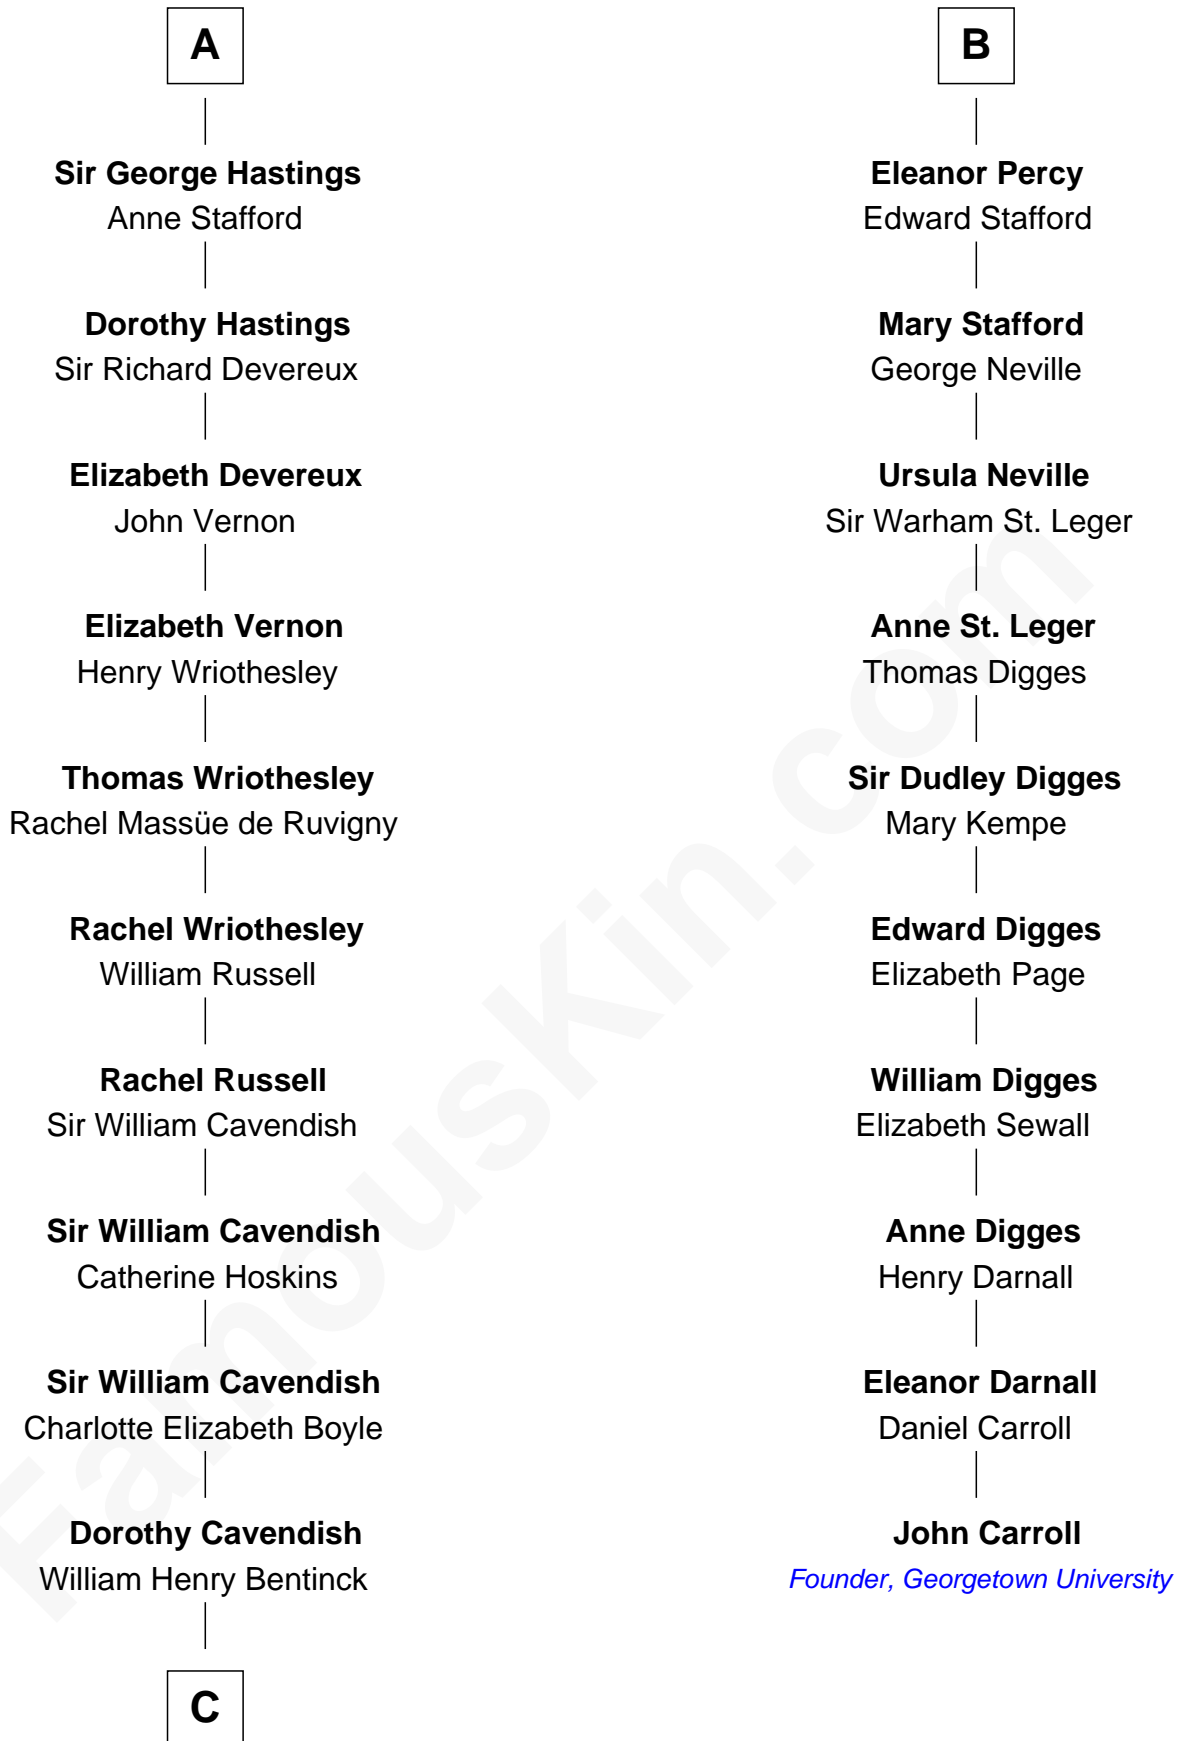 A
Sir George Hastings
Anne Stafford
Dorothy Hastings
Sir Richard Devereux
Elizabeth Devereux
John Vernon
Elizabeth Vernon
Henry Wriothesley
Thomas Wriothesley
Rachel Massüe de Ruvigny
Rachel Wriothesley
William Russell
Rachel Russell
Sir William Cavendish
Sir William Cavendish
Catherine Hoskins
Sir William Cavendish
Charlotte Elizabeth Boyle
Dorothy Cavendish
William Henry Bentinck
C
B
Eleanor Percy
Edward Stafford
Mary Stafford
George Neville
Ursula Neville
Sir Warham St. Leger
Anne St. Leger
Thomas Digges
Sir Dudley Digges
Mary Kempe
Edward Digges
Elizabeth Page
William Digges
Elizabeth Sewall
Anne Digges
Henry Darnall
Eleanor Darnall
Daniel Carroll
John Carroll
Founder, Georgetown University
FamousKin.com